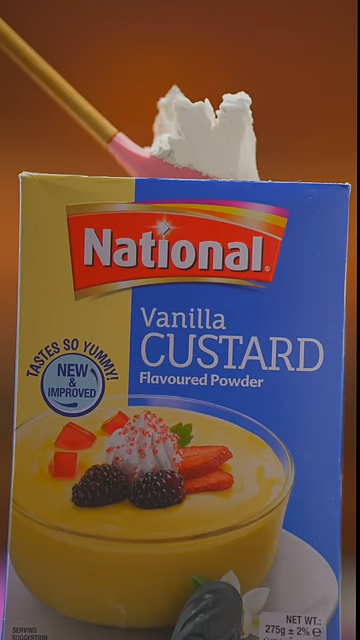 National
Vanilla
CUSTARD
Flavoured Powder
TASTES SO YUMMY!
NEW
&
IMPROVED
SERVING
SUGGESTION
NET WT.:
275g ± 2% ℮